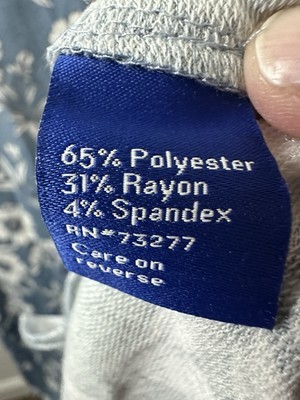 65% Polyester
31% Rayon
4% Spandex
RN#73277
Care on
reverse